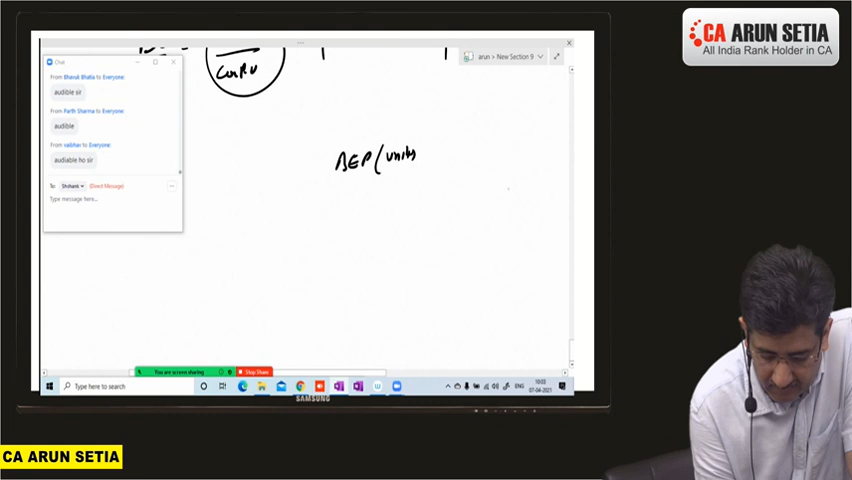 CA ARUN SETIA
All India Rank Holder in CA
arun > New Section 9
Chat
From Bhavuk Bhatia to Everyone:
audible sir
From Parth Sharma to Everyone:
audible
From vaibhav to Everyone:
audiable ho sir
To: Shshank (Direct Message)
Type message here...
BEP (units
You are screen sharing
Stop Share
Type here to search
ENG
10:03
07-04-2021
SAMSUNG
CA ARUN SETIA